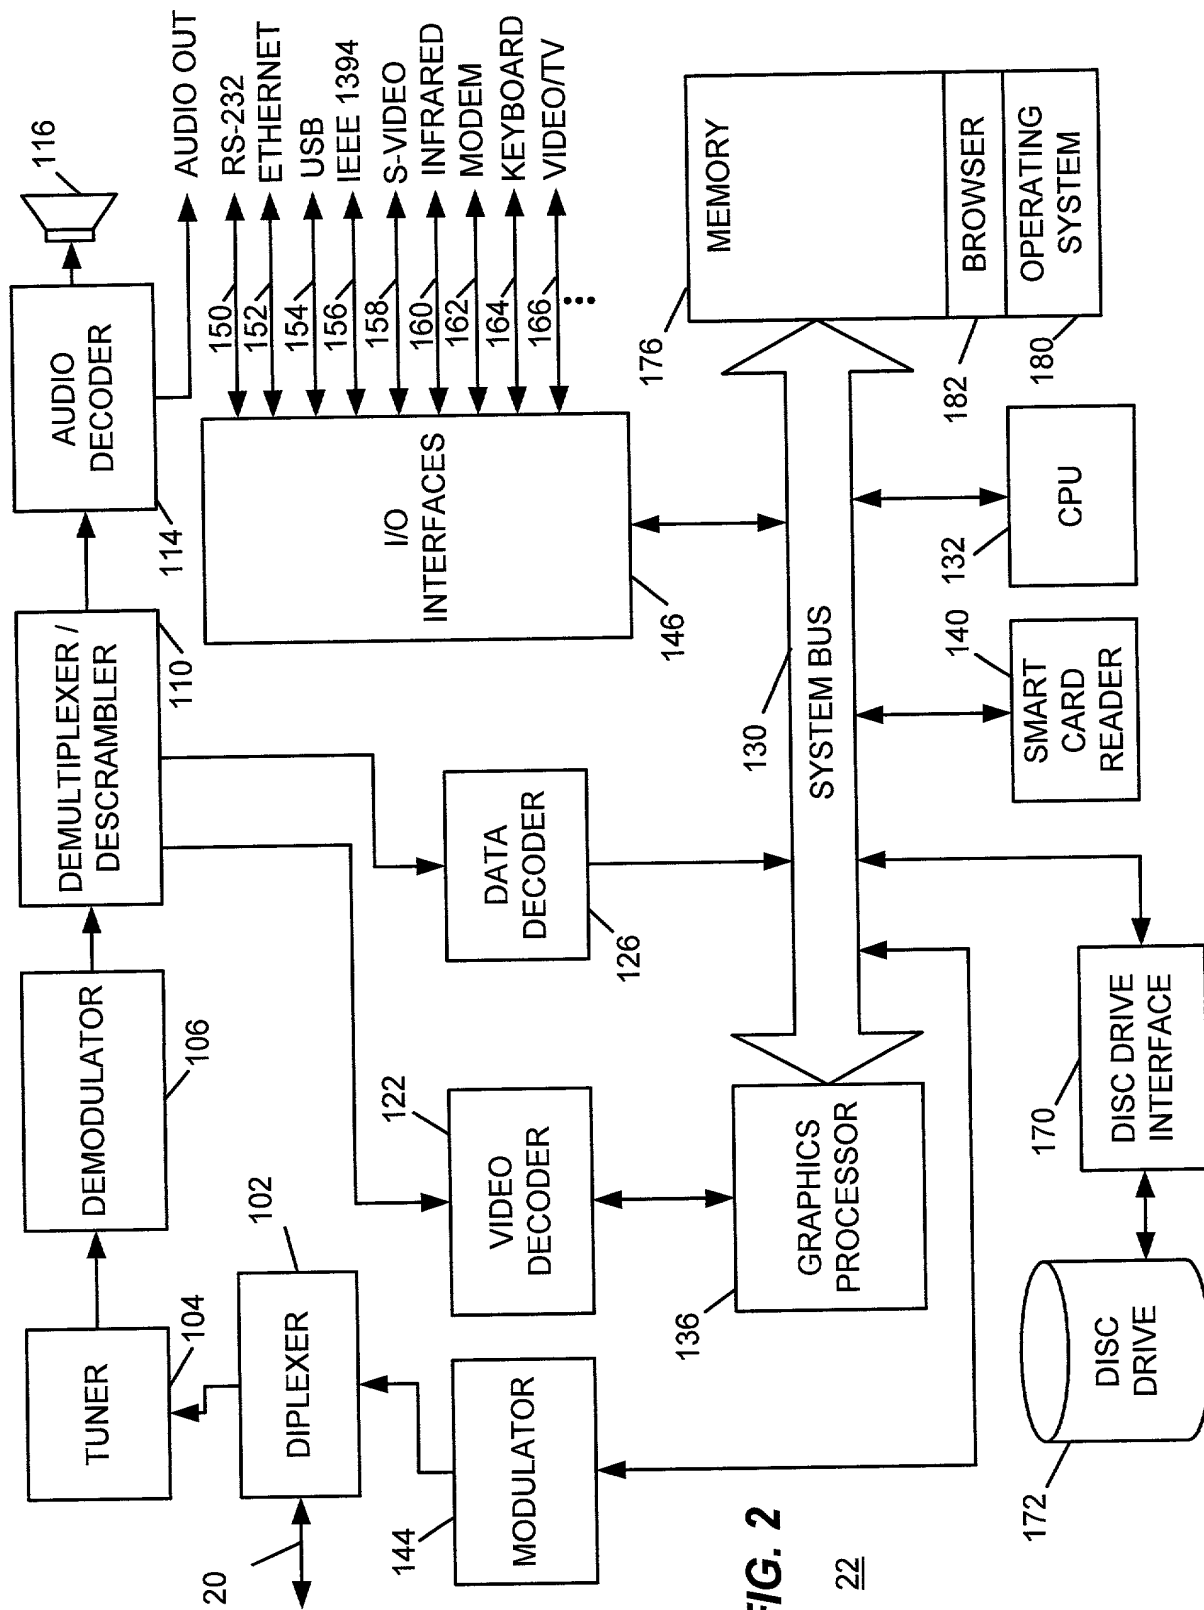 TUNER
104
DEMODULATOR
106
DEMULTIPLEXER /
DESCRAMBLER
110
AUDIO
DECODER
114
116
AUDIO OUT
20
DIPLEXER
102
MODULATOR
144
VIDEO
DECODER
122
DATA
DECODER
126
I/O
INTERFACES
146
150
RS-232
152
ETHERNET
154
USB
156
IEEE 1394
158
S-VIDEO
160
INFRARED
162
MODEM
164
KEYBOARD
166
VIDEO/TV
GRAPHICS
PROCESSOR
136
SYSTEM BUS
130
MEMORY
176
BROWSER
182
OPERATING
SYSTEM
180
DISC
DRIVE
172
DISC DRIVE
INTERFACE
170
SMART
CARD
READER
140
CPU
132
FIG. 2
22